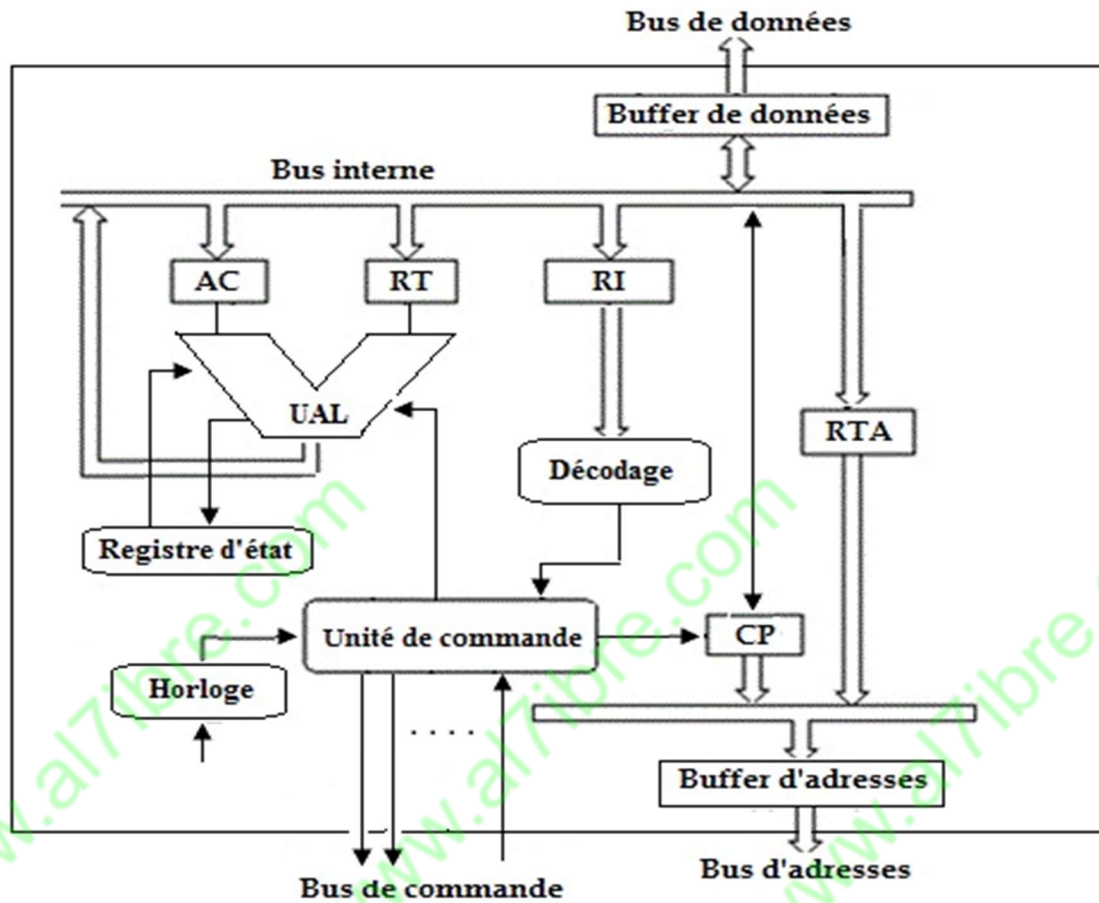 Bus de données
Buffer de données
Bus interne
AC
RT
RI
UAL
RTA
Décodage
Registre d'état
Unité de commande
CP
Horloge
. . . .
Buffer d'adresses
Bus de commande
Bus d'adresses
www.al7ibre.com
www.al7ibre.com
www.al7ibre.com